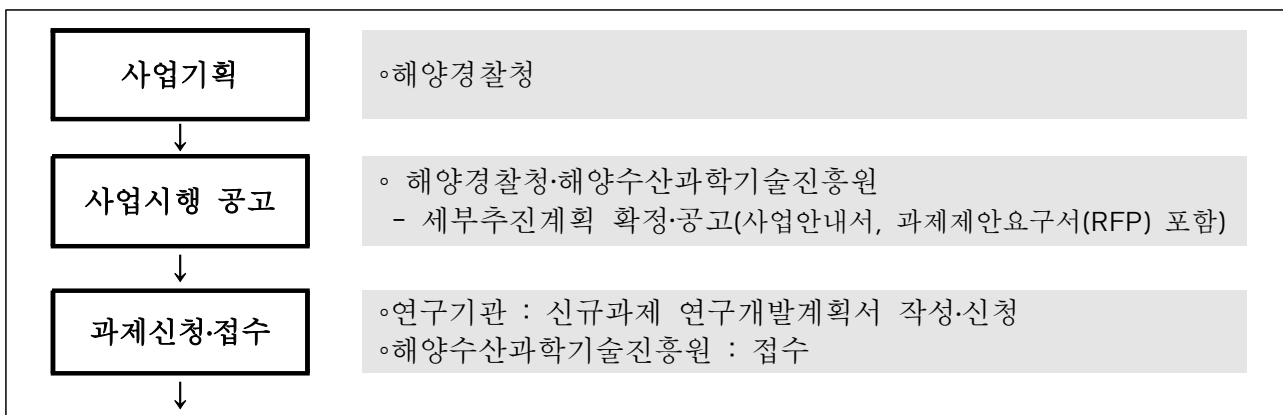 사업기획
◦해양경찰청
↓
사업시행 공고
◦ 해양경찰청·해양수산과학기술진흥원
- 세부추진계획 확정·공고(사업안내서, 과제제안요구서(RFP) 포함)
↓
과제신청·접수
◦연구기관 : 신규과제 연구개발계획서 작성·신청
◦해양수산과학기술진흥원 : 접수
↓